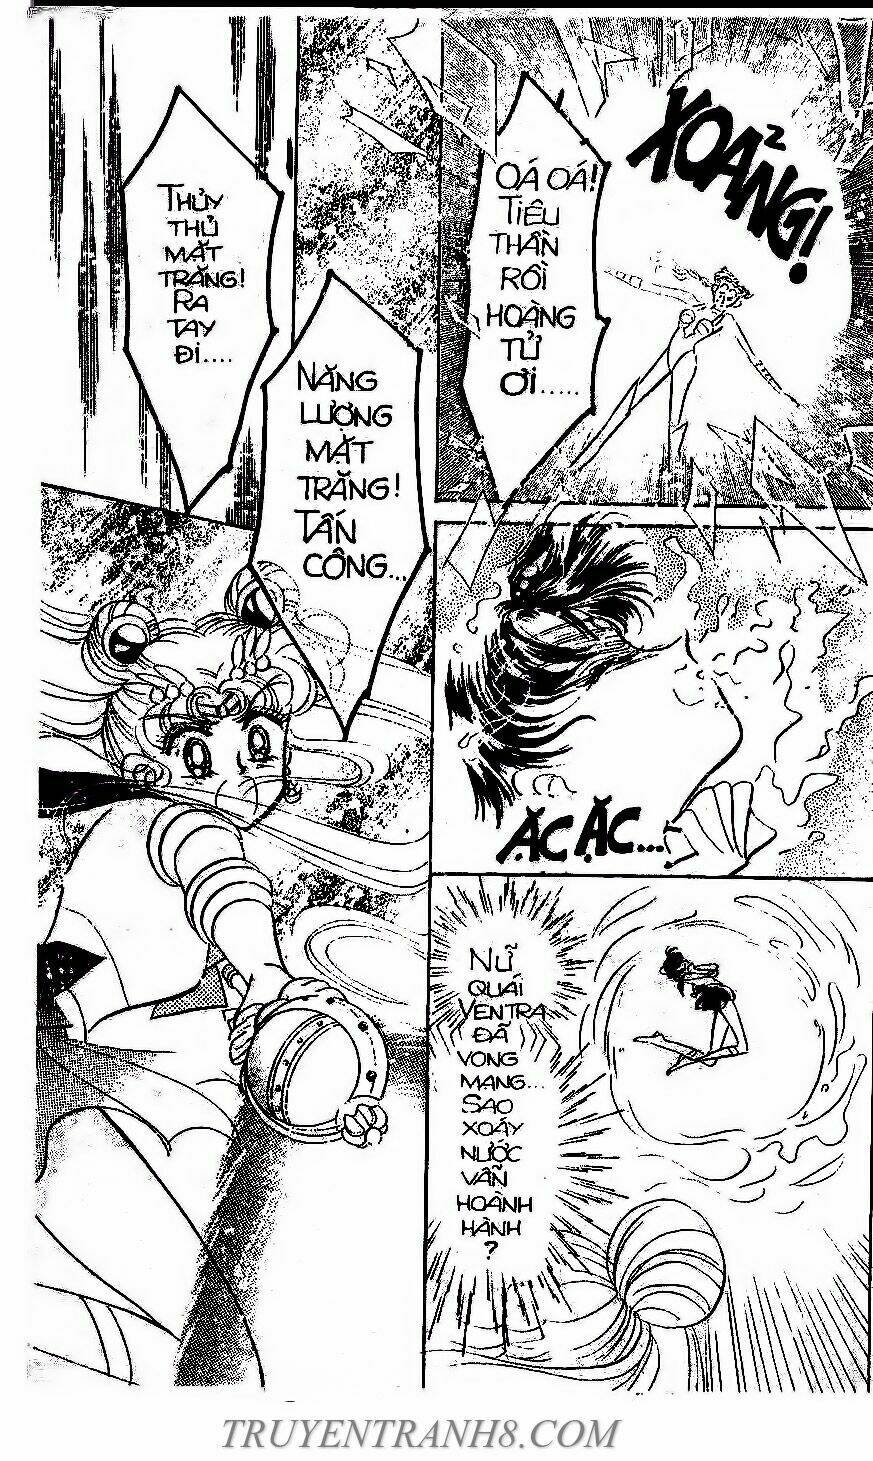 THỦY
THỦ
MẶT
TRĂNG!
RA
TAY
ĐI....
NĂNG
LƯỢNG
MẶT
TRĂNG!
TẤN
CÔNG...
OÁ OÁ!
TIÊU
THÂN
RỒI
HOÀNG
TỬ
ƠI.....
XOẢNG!
ẶC ẶC...
NỮ
QUÁI
VENTRA
ĐÃ
VONG
MẠNG...
SAO
XOÁY
NƯỚC
VẪN
HOÀNH
HÀNH
?
TRUYENTRANH8.COM